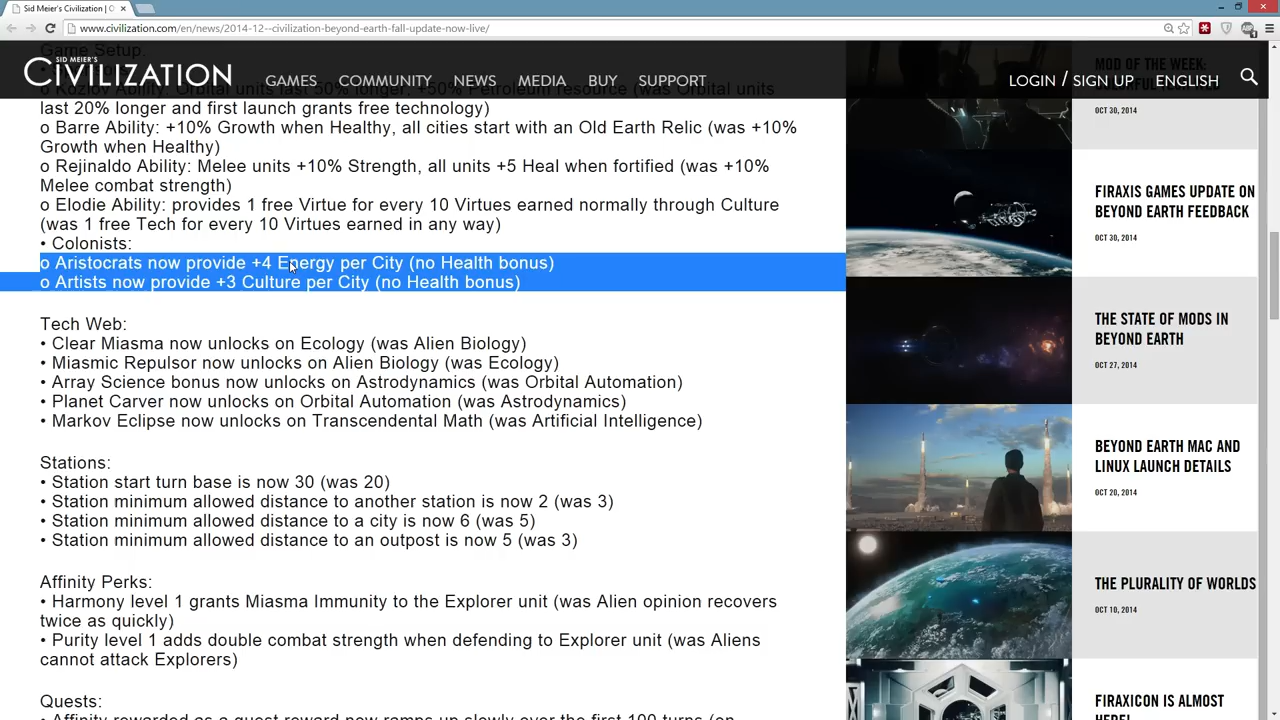 Sid Meier's Civilization | O
www.civilization.com/en/news/2014-12--civilization-beyond-earth-fall-update-now-live/
Game Setup.
SID MEIER'S
CIVILIZATION
GAMES COMMUNITY NEWS MEDIA BUY SUPPORT
LOGIN / SIGN UP ENGLISH
MOD OF THE WEEK:
OCT 30, 2014
o Kozlov Ability: Orbital units last 50% longer, +50% Petroleum resource (was Orbital units
last 20% longer and first launch grants free technology)
o Barre Ability: +10% Growth when Healthy, all cities start with an Old Earth Relic (was +10%
Growth when Healthy)
o Rejinaldo Ability: Melee units +10% Strength, all units +5 Heal when fortified (was +10%
Melee combat strength)
o Elodie Ability: provides 1 free Virtue for every 10 Virtues earned normally through Culture
(was 1 free Tech for every 10 Virtues earned in any way)
• Colonists:
o Aristocrats now provide +4 Energy per City (no Health bonus)
o Artists now provide +3 Culture per City (no Health bonus)
Tech Web:
• Clear Miasma now unlocks on Ecology (was Alien Biology)
• Miasmic Repulsor now unlocks on Alien Biology (was Ecology)
• Array Science bonus now unlocks on Astrodynamics (was Orbital Automation)
• Planet Carver now unlocks on Orbital Automation (was Astrodynamics)
• Markov Eclipse now unlocks on Transcendental Math (was Artificial Intelligence)
Stations:
• Station start turn base is now 30 (was 20)
• Station minimum allowed distance to another station is now 2 (was 3)
• Station minimum allowed distance to a city is now 6 (was 5)
• Station minimum allowed distance to an outpost is now 5 (was 3)
Affinity Perks:
• Harmony level 1 grants Miasma Immunity to the Explorer unit (was Alien opinion recovers
twice as quickly)
• Purity level 1 adds double combat strength when defending to Explorer unit (was Aliens
cannot attack Explorers)
Quests:
• Affinity rewarded as a quest reward now ramps up slowly over the first 100 turns (on
FIRAXIS GAMES UPDATE ON
BEYOND EARTH FEEDBACK
OCT 30, 2014
THE STATE OF MODS IN
BEYOND EARTH
OCT 27, 2014
BEYOND EARTH MAC AND
LINUX LAUNCH DETAILS
OCT 20, 2014
THE PLURALITY OF WORLDS
OCT 10, 2014
FIRAXICON IS ALMOST
HERE!